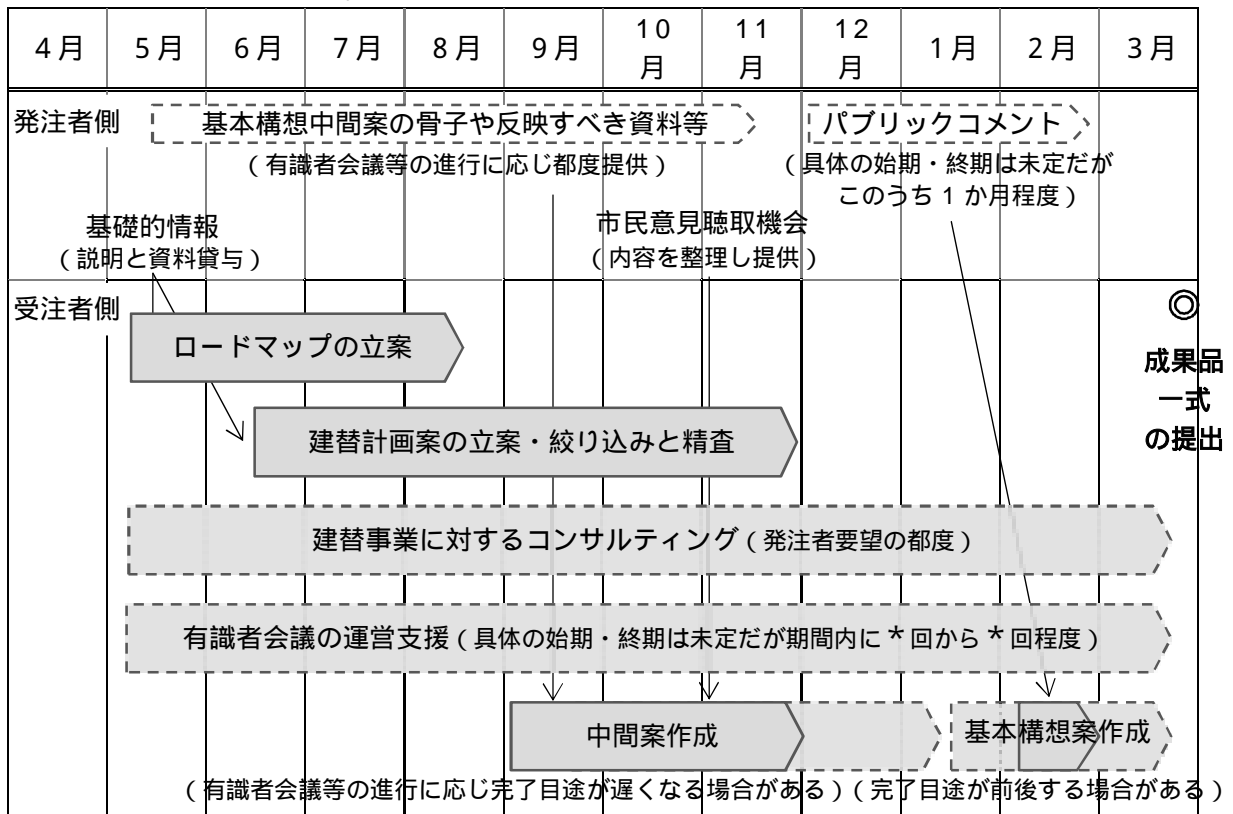 4月 5月 6月 7月 8月 9月 10月 11月 12月 1月 2月 3月
発注者側
基本構想中間案の骨子や反映すべき資料等
(有識者会議等の進行に応じ都度提供)
パブリックコメント
(具体の始期・終期は未定だが
このうち1か月程度)
基礎的情報
(説明と資料貸与)
市民意見聴取機会
(内容を整理し提供)
受注者側
◎
成果品
一式
の提出
ロードマップの立案
建替計画案の立案・絞り込みと精査
建替事業に対するコンサルティング(発注者要望の都度)
有識者会議の運営支援(具体の始期・終期は未定だが期間内に*回から*回程度)
中間案作成
基本構想案作成
(有識者会議等の進行に応じ完了目途が遅くなる場合がある)(完了目途が前後する場合がある)